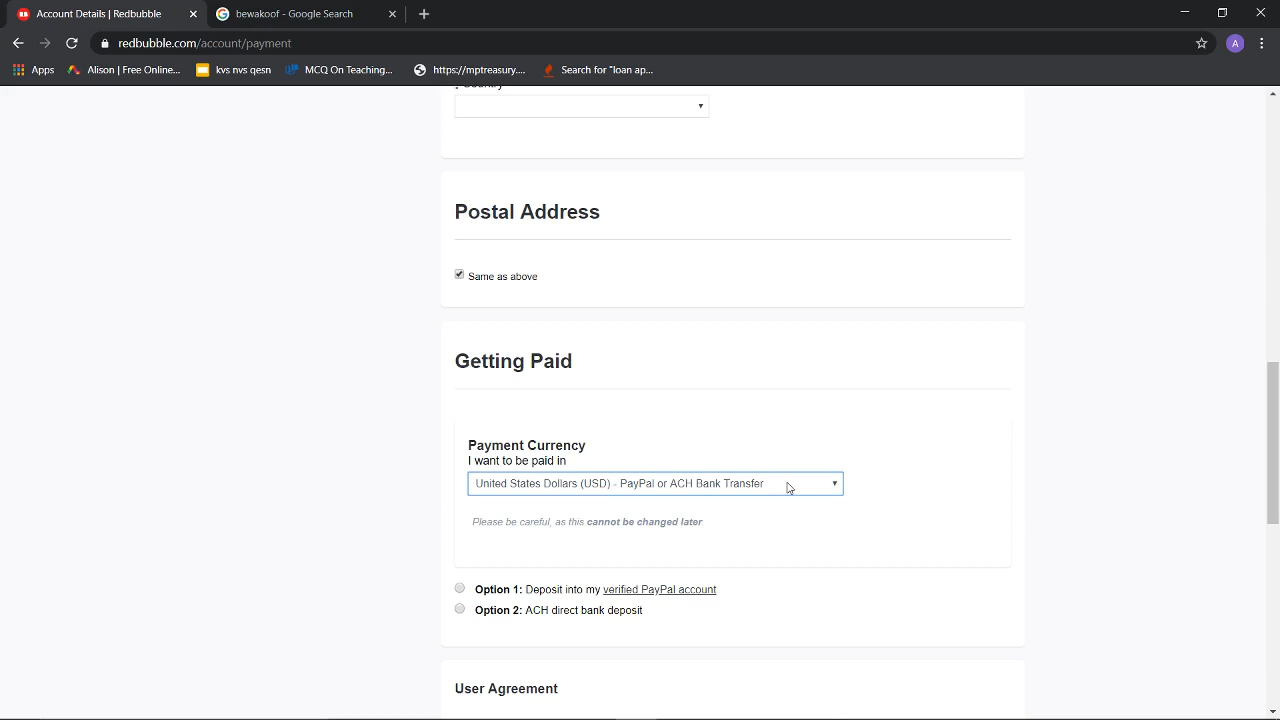 Account Details | Redbubble
bewakoof - Google Search
redbubble.com/account/payment
A
Apps
Alison | Free Online...
kvs nvs qesn
MCQ On Teaching...
https://mptreasury....
Search for "loan ap...
Country
Postal Address
Same as above
Getting Paid
Payment Currency
I want to be paid in
United States Dollars (USD) - PayPal or ACH Bank Transfer
Please be careful, as this cannot be changed later.
Option 1: Deposit into my verified PayPal account
Option 2: ACH direct bank deposit
User Agreement